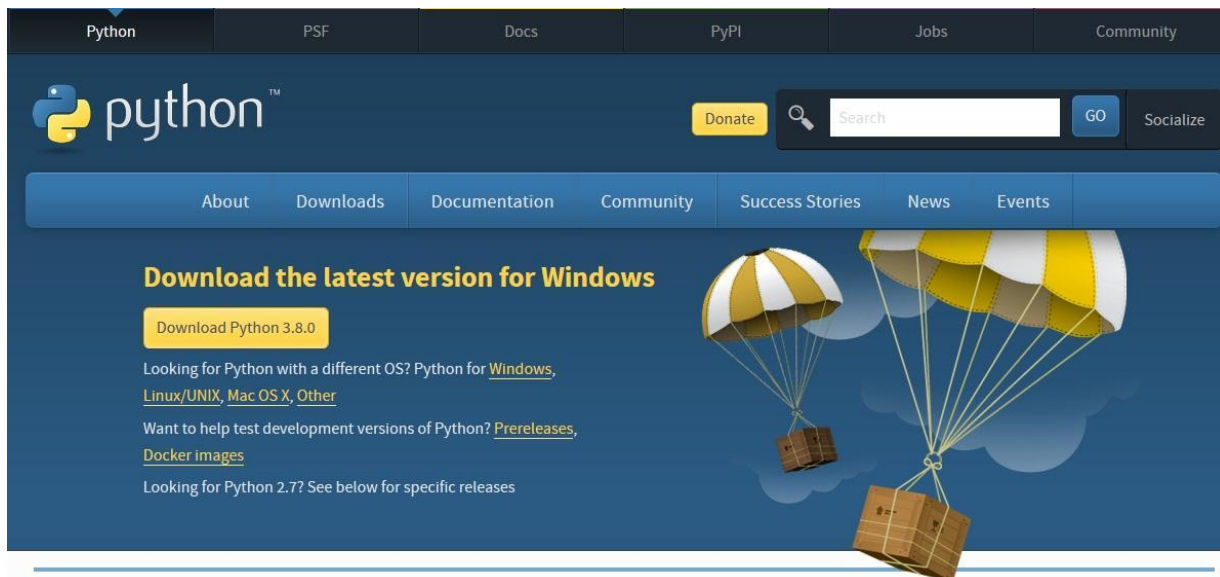 Python PSF Docs PyPI Jobs Community
python™
Donate Search GO Socialize
About Downloads Documentation Community Success Stories News Events
Download the latest version for Windows
Download Python 3.8.0
Looking for Python with a different OS? Python for Windows,
Linux/UNIX, Mac OS X, Other
Want to help test development versions of Python? Prereleases,
Docker images
Looking for Python 2.7? See below for specific releases